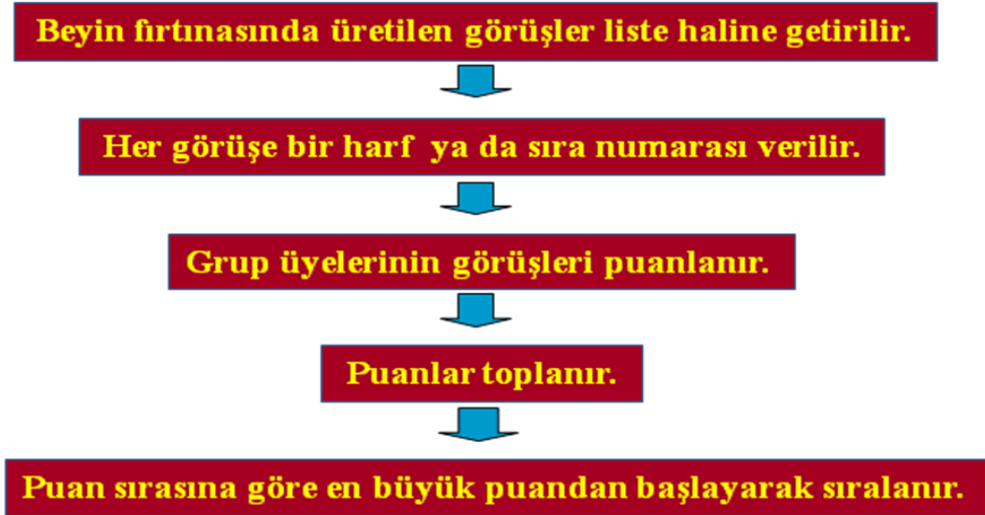 Beyin fırtınasında üretilen görüşler liste haline getirilir.
Her görüşe bir harf ya da sıra numarası verilir.
Grup üyelerinin görüşleri puanlanır.
Puanlar toplanır.
Puan sırasına göre en büyük puandan başlayarak sıralanır.